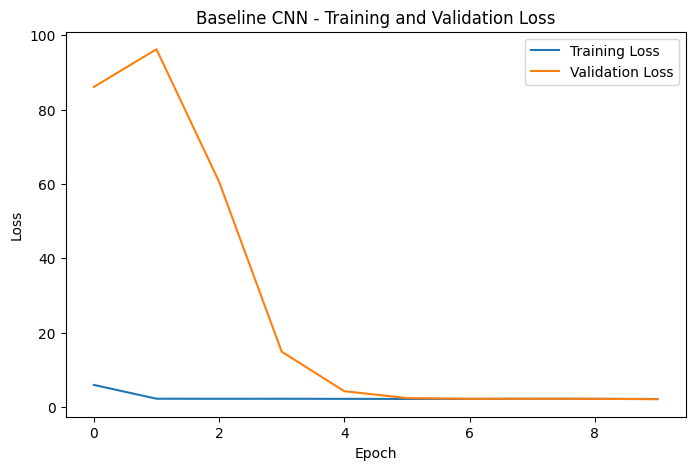 Baseline CNN - Training and Validation Loss
100
80
60
40
20
0
Loss
Training Loss
Validation Loss
0 2 4 6 8
Epoch